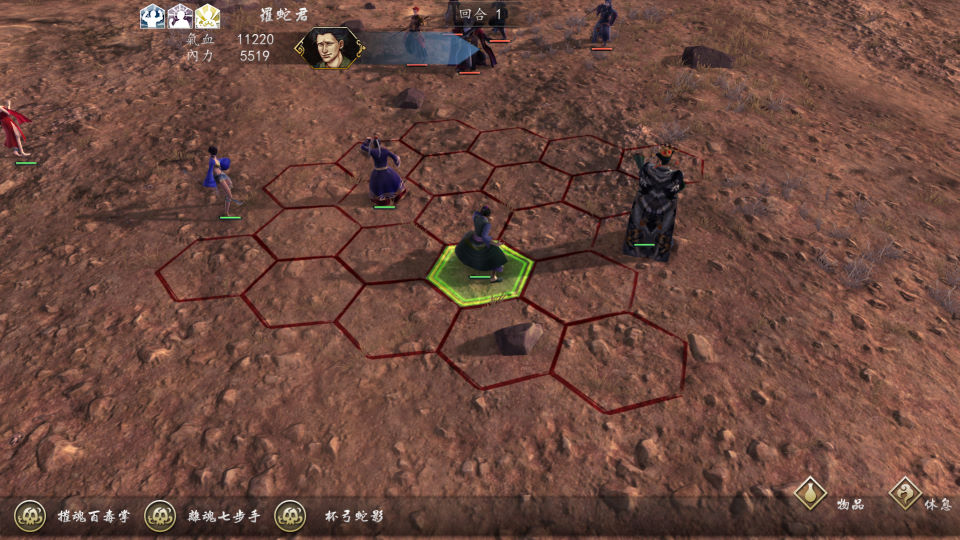 羅蛇君
回合 1
氣血 11220
內力 5519
摧魂百毒掌
離魂七步手
杯弓蛇影
物品
休息